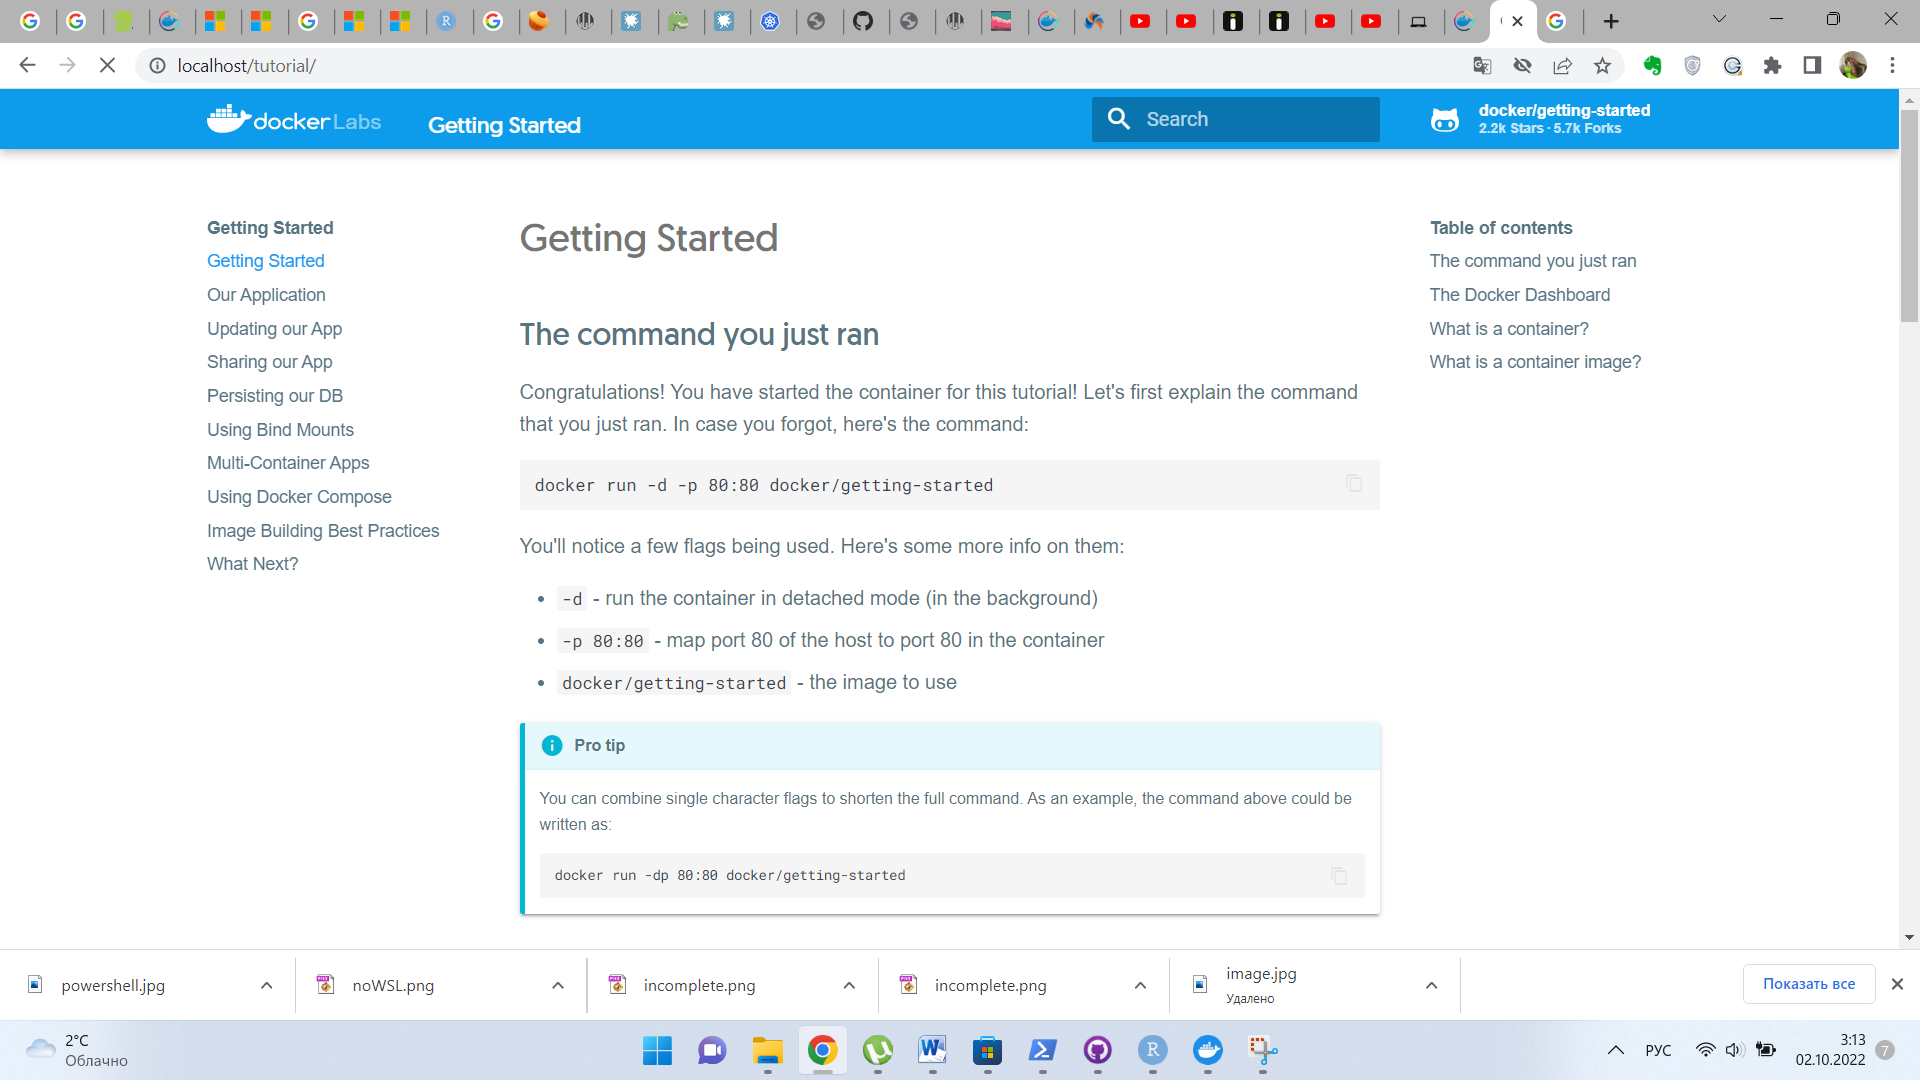 localhost/tutorial/
docker Labs
Getting Started
Search
docker/getting-started
2.2k Stars · 5.7k Forks
Getting Started
Getting Started
Our Application
Updating our App
Sharing our App
Persisting our DB
Using Bind Mounts
Multi-Container Apps
Using Docker Compose
Image Building Best Practices
What Next?
Getting Started
The command you just ran
Congratulations! You have started the container for this tutorial! Let's first explain the command
that you just ran. In case you forgot, here's the command:
docker run -d -p 80:80 docker/getting-started
You'll notice a few flags being used. Here's some more info on them:
-d - run the container in detached mode (in the background)
-p 80:80 - map port 80 of the host to port 80 in the container
docker/getting-started - the image to use
Pro tip
You can combine single character flags to shorten the full command. As an example, the command above could be
written as:
docker run -dp 80:80 docker/getting-started
Table of contents
The command you just ran
The Docker Dashboard
What is a container?
What is a container image?
powershell.jpg
noWSL.png
incomplete.png
incomplete.png
image.jpg
Удалено
Показать все
2°C
Облачно
РУС
3:13
02.10.2022
7